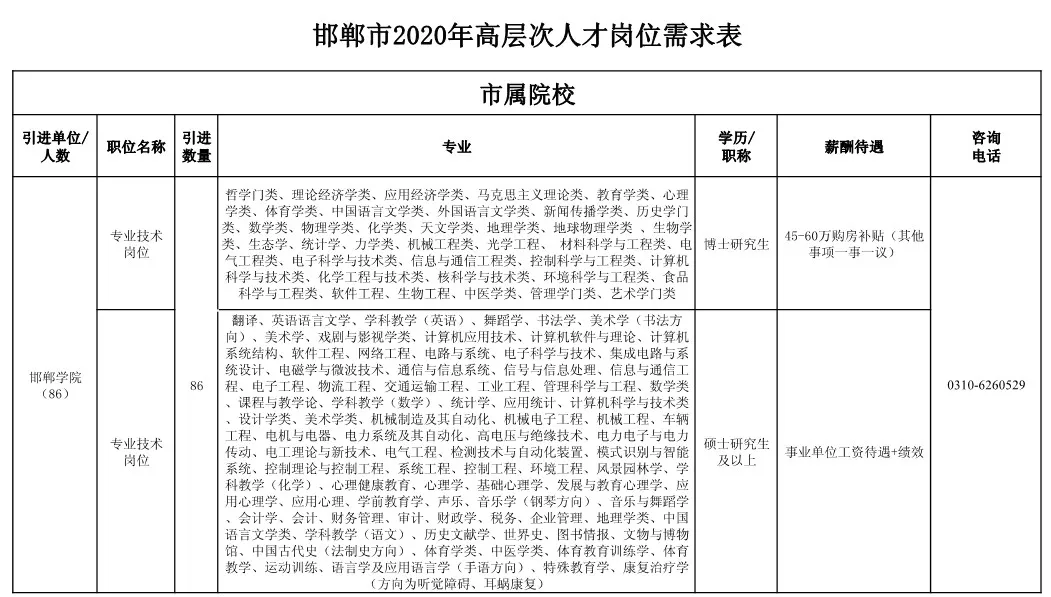 邯郸市2020年高层次人才岗位需求表
市属院校
引进单位/
人数
职位名称
引进
数量
专业
学历/
职称
薪酬待遇
咨询
电话
邯郸学院
（86）
专业技术
岗位
86
哲学门类、理论经济学类、应用经济学类、马克思主义理论类、教育学类、心理
学类、体育学类、中国语言文学类、外国语言文学类、新闻传播学类、历史学门
类、数学类、物理学类、化学类、天文学类、地理学类、地球物理学类 、生物学
类、生态学、统计学、力学类、机械工程类、光学工程、 材料科学与工程类、电
气工程类、电子科学与技术类、信息与通信工程类、控制科学与工程类、计算机
科学与技术类、化学工程与技术类、核科学与技术类、环境科学与工程类、食品
科学与工程类、软件工程、生物工程、中医学类、管理学门类、艺术学门类
博士研究生
45-60万购房补贴（其他
事项一事一议）
0310-6260529
专业技术
岗位
翻译、英语语言文学、学科教学（英语）、舞蹈学、书法学、美术学（书法方
向）、美术学、戏剧与影视学类、计算机应用技术、计算机软件与理论、计算机
系统结构、软件工程、网络工程、电路与系统、电子科学与技术、集成电路与系
统设计、电磁学与微波技术、通信与信息系统、信号与信息处理、信息与通信工
程、电子工程、物流工程、交通运输工程、工业工程、管理科学与工程、数学类
、课程与教学论、学科教学（数学）、统计学、应用统计、计算机科学与技术类
、设计学类、美术学类、机械制造及其自动化、机械电子工程、机械工程、车辆
工程、电机与电器、电力系统及其自动化、高电压与绝缘技术、电力电子与电力
传动、电工理论与新技术、电气工程、检测技术与自动化装置、模式识别与智能
系统、控制理论与控制工程、系统工程、控制工程、环境工程、风景园林学、学
科教学（化学）、心理健康教育、心理学、基础心理学、发展与教育心理学、应
用心理学、应用心理、学前教育学、声乐、音乐学（钢琴方向）、音乐与舞蹈学
、会计学、会计、财务管理、审计、财政学、税务、企业管理、地理学类、中国
语言文学类、学科教学（语文）、历史文献学、世界史、图书情报、文物与博物
馆、中国古代史（法制史方向）、体育学类、中医学类、体育教育训练学、体育
教学、运动训练、语言学及应用语言学（手语方向）、特殊教育学、康复治疗学
（方向为听觉障碍、耳蜗康复）
硕士研究生
及以上
事业单位工资待遇+绩效